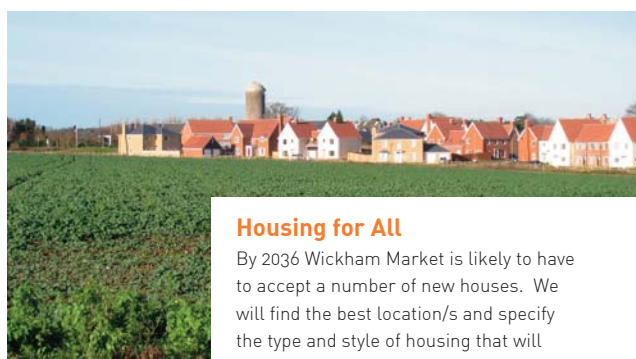 Housing for All
By 2036 Wickham Market is likely to have
to accept a number of new houses.  We
will find the best location/s and specify
the type and style of housing that will